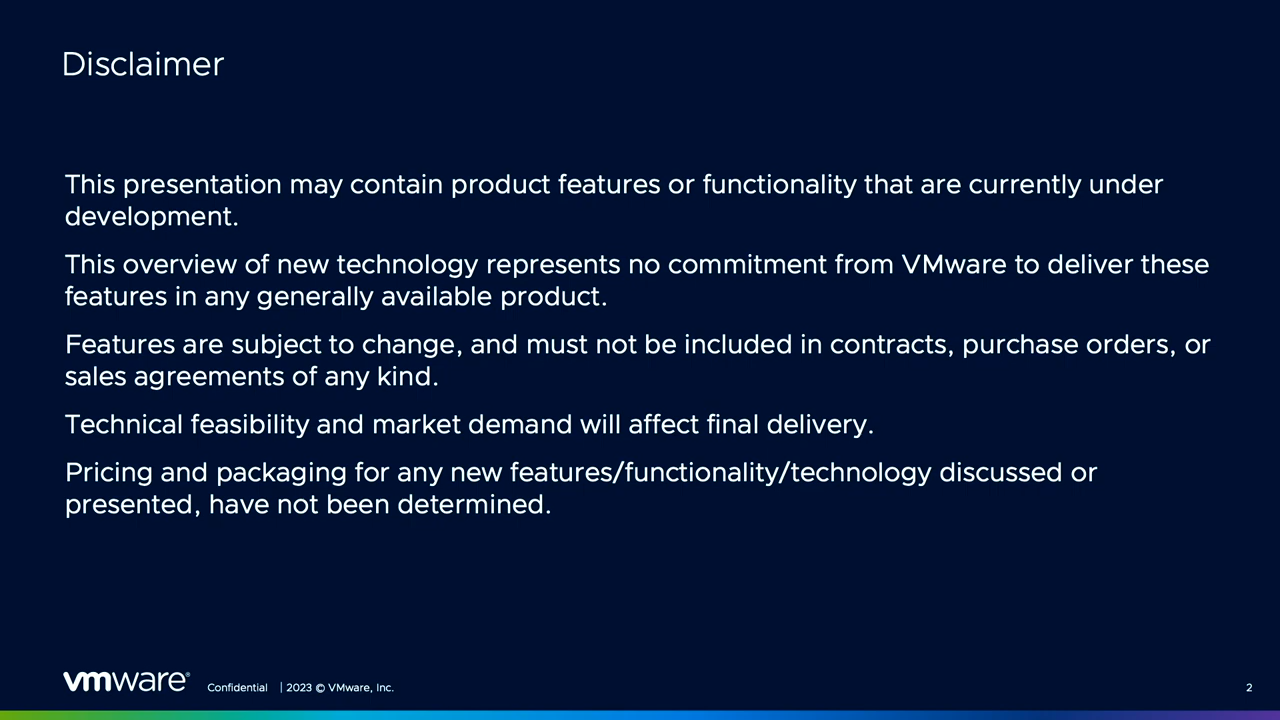 Disclaimer
This presentation may contain product features or functionality that are currently under
development.
This overview of new technology represents no commitment from VMware to deliver these
features in any generally available product.
Features are subject to change, and must not be included in contracts, purchase orders, or
sales agreements of any kind.
Technical feasibility and market demand will affect final delivery.
Pricing and packaging for any new features/functionality/technology discussed or
presented, have not been determined.
vmware® Confidential | 2023 © VMware, Inc. 2